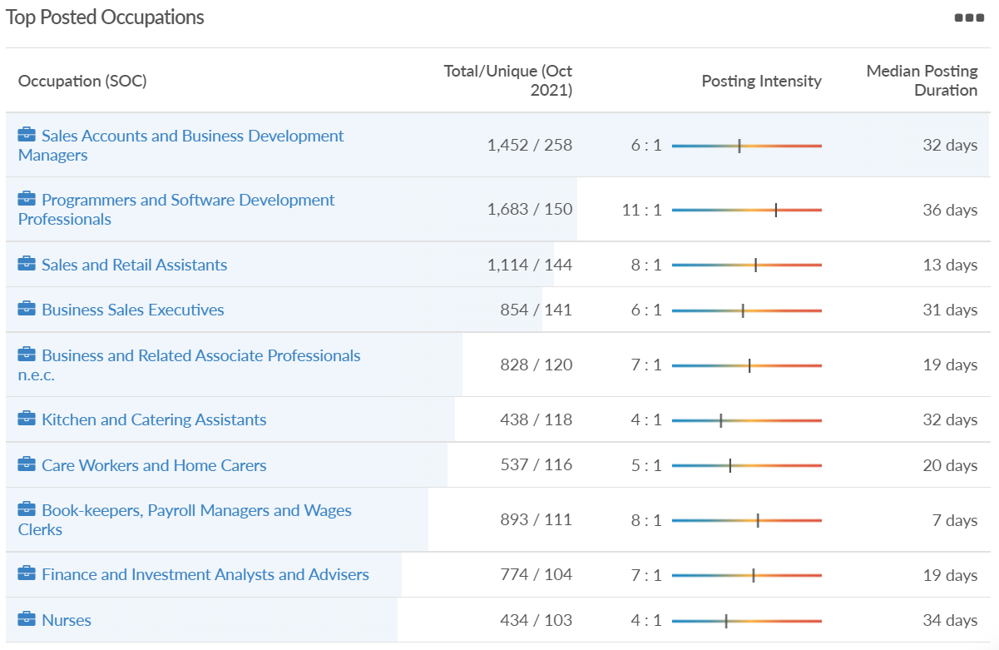 Top Posted Occupations
Occupation (SOC)
Total/Unique (Oct
2021)
Posting Intensity
Median Posting
Duration
Sales Accounts and Business Development
Managers
1,452 / 258
6 : 1
32 days
Programmers and Software Development
Professionals
1,683 / 150
11 : 1
36 days
Sales and Retail Assistants
1,114 / 144
8 : 1
13 days
Business Sales Executives
854 / 141
6 : 1
31 days
Business and Related Associate Professionals
n.e.c.
828 / 120
7 : 1
19 days
Kitchen and Catering Assistants
438 / 118
4 : 1
32 days
Care Workers and Home Carers
537 / 116
5 : 1
20 days
Book-keepers, Payroll Managers and Wages
Clerks
893 / 111
8 : 1
7 days
Finance and Investment Analysts and Advisers
774 / 104
7 : 1
19 days
Nurses
434 / 103
4 : 1
34 days